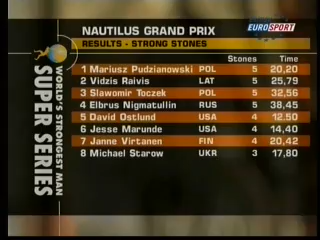 NAUTILUS GRAND PRIX
EUROSPORT
RESULTS - STRONG STONES
Stones Time
1 Mariusz Pudzianowski POL 5 20,20
2 Vidzis Raivis LAT 5 25,79
3 Slawomir Toczek POL 5 32,56
4 Elbrus Nigmatullin RUS 5 38,45
5 David Ostlund USA 4 12.50
6 Jesse Marunde USA 4 14,40
7 Janne Virtanen FIN 4 20,42
8 Michael Starow UKR 3 17,80
WORLD'S STRONGEST MAN
SUPER SERIES